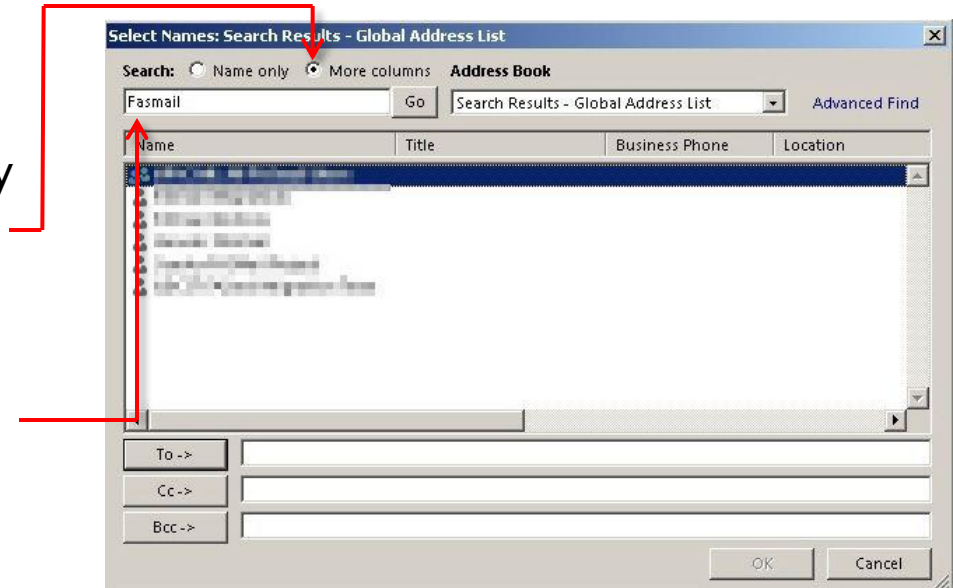 Select Names: Search Results - Global Address List
Search: Name only More columns Address Book
Fasmail Go Search Results - Global Address List Advanced Find
Name Title Business Phone Location
y
To ->
Cc ->
Bcc ->
OK Cancel